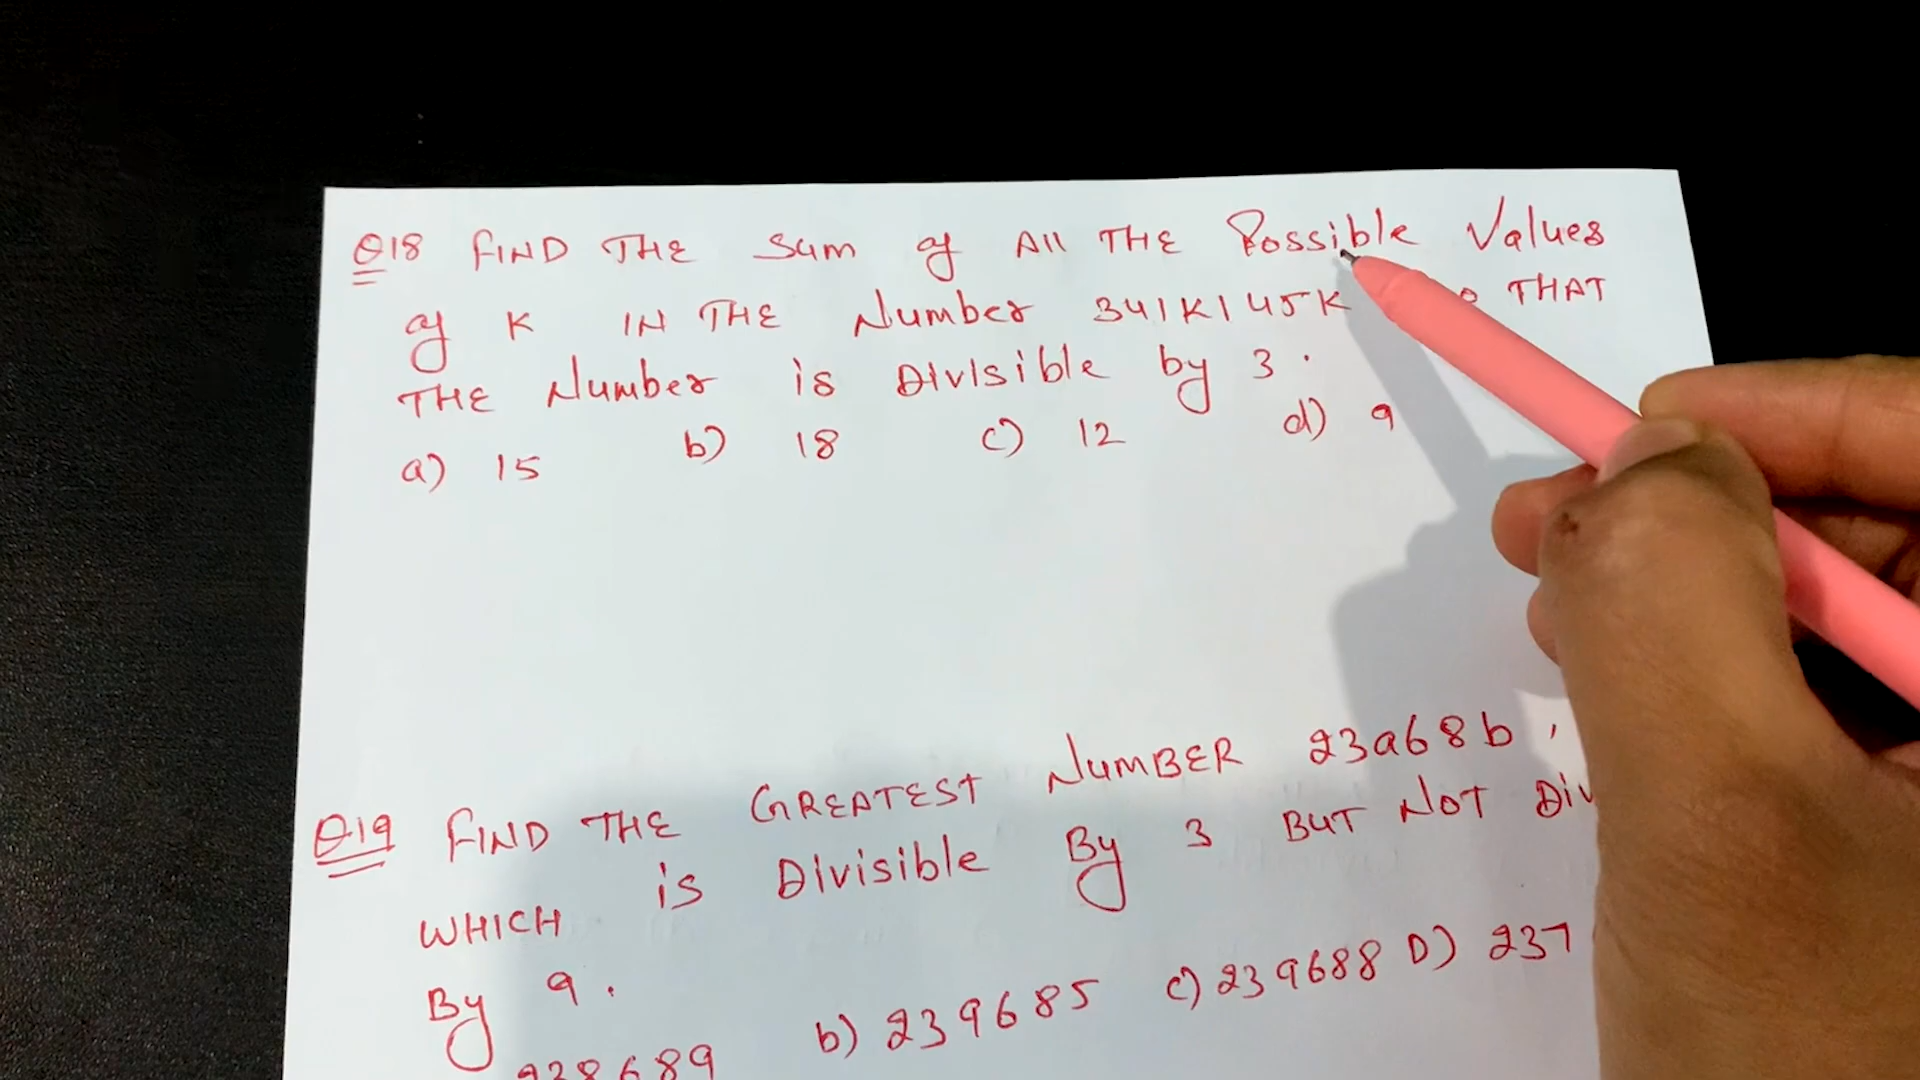 Q18 FIND THE Sum of All THE Possible Values
of K IN THE Number 341K145K THAT
THE Number is Divisible by 3.
a) 15 b) 18 c) 12 d) 9
Q19 FIND THE GREATEST NUMBER 23a68b,
WHICH is Divisible By 3 BUT NOT Div
By 9.
238689 b) 239685 c) 239688 D) 237